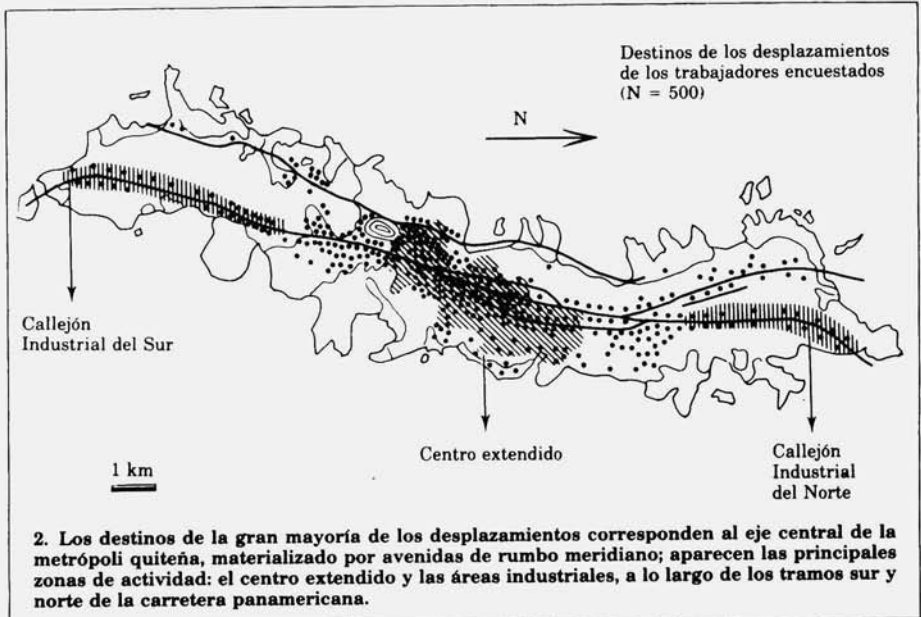 Destinos de los desplazamientos
de los trabajadores encuestados
(N = 500)
N
Callejón
Industrial del Sur
Centro extendido
Callejón
Industrial
del Norte
1 km
2. Los destinos de la gran mayoría de los desplazamientos corresponden al eje central de la
metrópoli quiteña, materializado por avenidas de rumbo meridiano; aparecen las principales
zonas de actividad: el centro extendido y las áreas industriales, a lo largo de los tramos sur y
norte de la carretera panamericana.